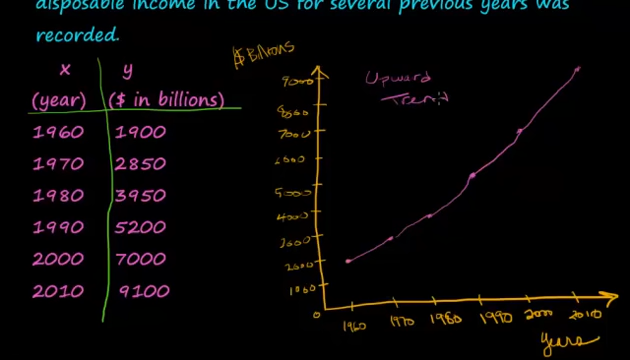 disposable income in the US for several previous years was
recorded.
x y
(year) ($ in billions)
1960 1900
1970 2850
1980 3950
1990 5200
2000 7000
2010 9100
$ Billions
Upward
Trend
9000
8000
7000
6000
5000
4000
3000
2000
1000
0
1960 1970 1980 1990 2000 2010
years